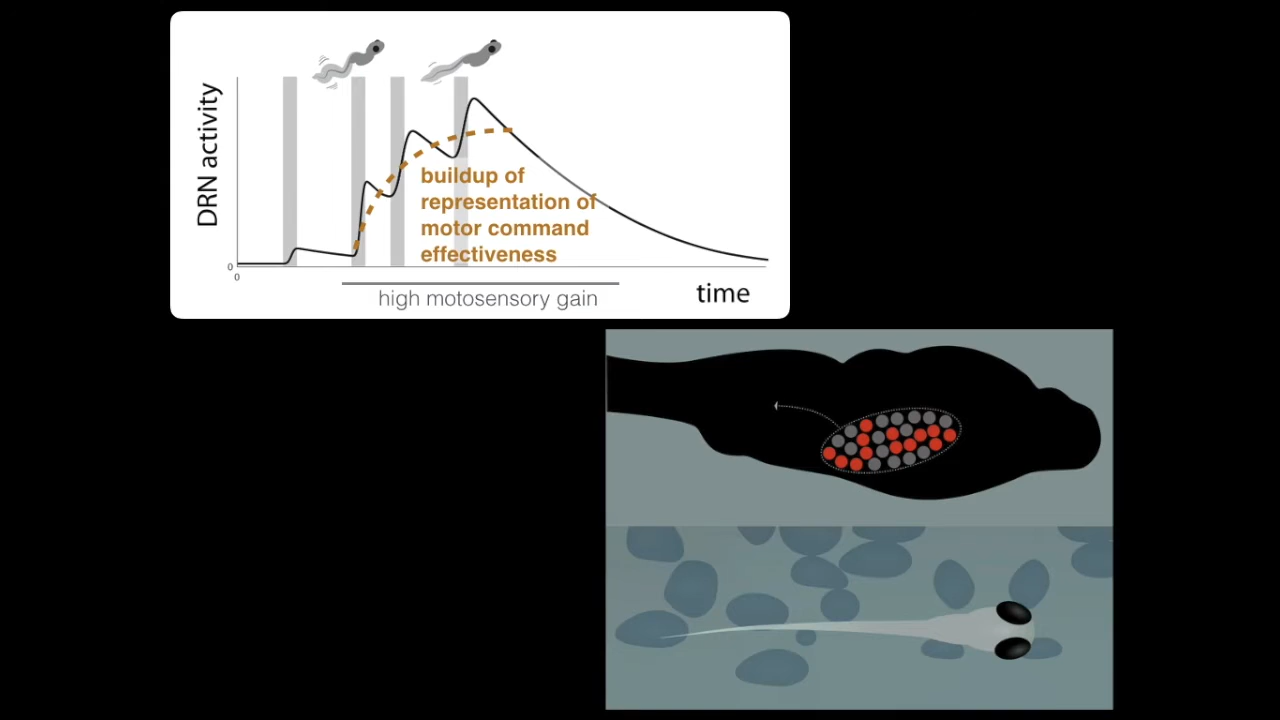 DRN activity
buildup of
representation of
motor command
effectiveness
0
0
high motosensory gain
time